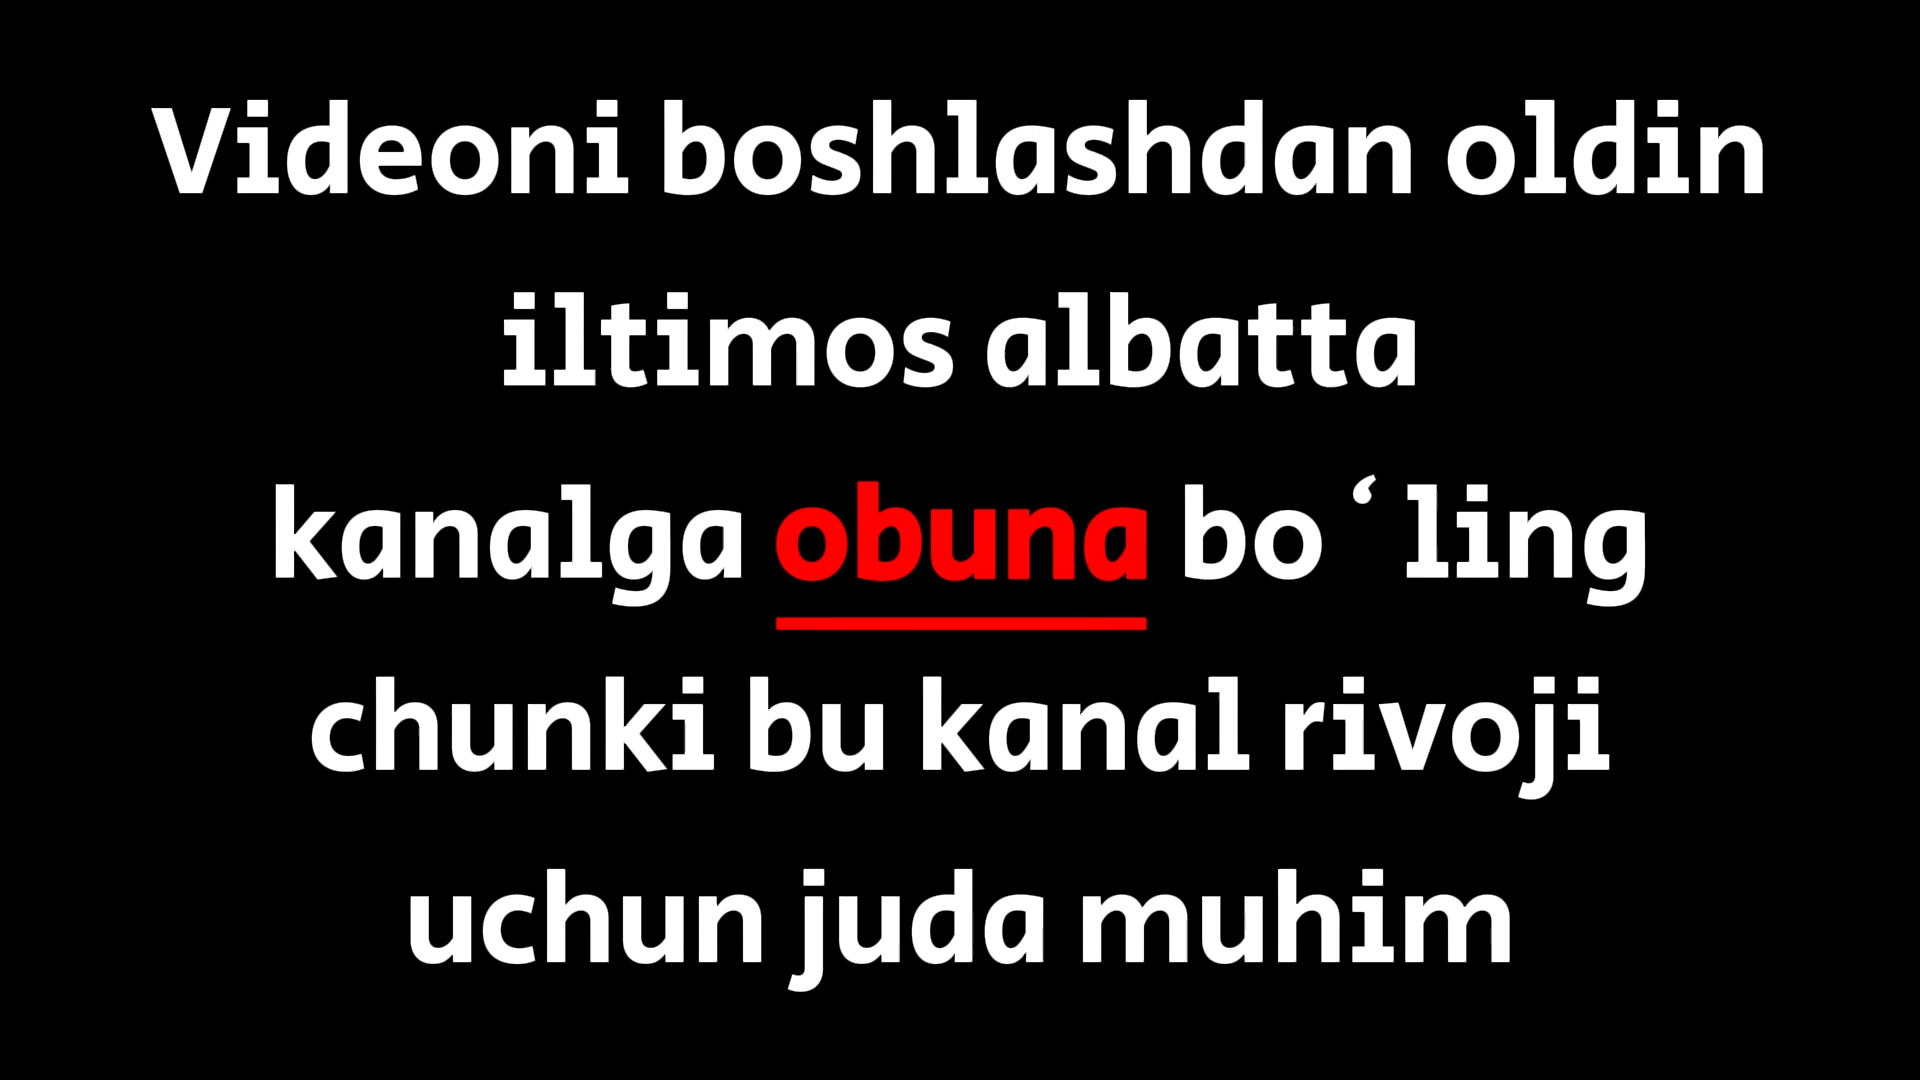 Videoni boshlashdan oldin
iltimos albatta
kanalga obuna boʻling
chunki bu kanal rivoji
uchun juda muhim